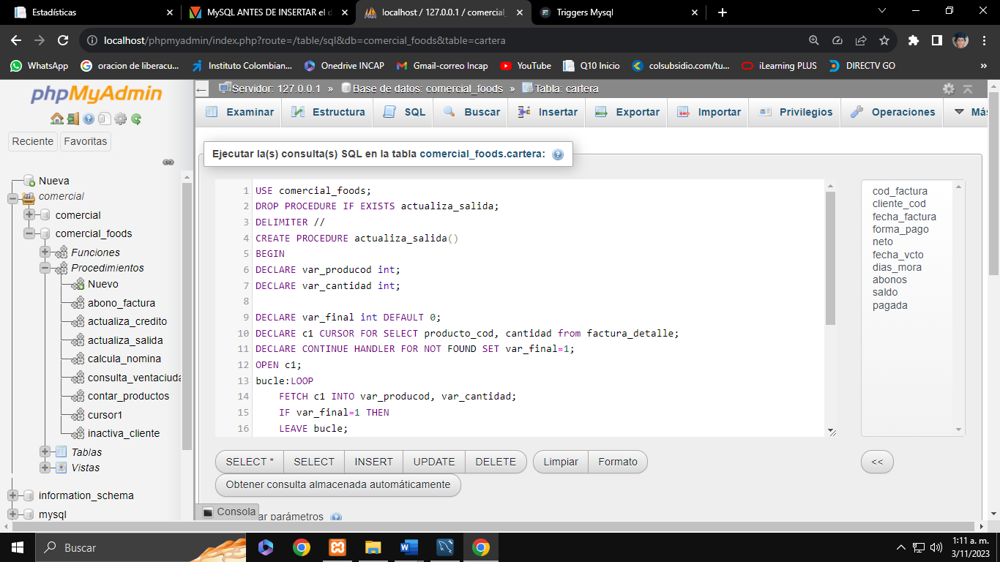 Estadísticas
MySQL ANTES DE INSERTAR el d
localhost / 127.0.0.1 / comercial_
Triggers Mysql
localhost/phpmyadmin/index.php?route=/table/sql&db=comercial_foods&table=cartera
WhatsApp
oracion de liberacu...
Instituto Colombian...
Onedrive INCAP
Gmail-correo Incap
YouTube
Q10 Inicio
colsubsidio.com/tu...
iLearning PLUS
DIRECTV GO
»
phpMyAdmin
Reciente
Favoritas
Nueva
comercial
comercial
comercial_foods
Funciones
Procedimientos
Nuevo
abono_factura
actualiza_credito
actualiza_salida
calcula_nomina
consulta_ventaciuda
contar_productos
cursor1
inactiva_cliente
Tablas
Vistas
information_schema
mysql
Servidor: 127.0.0.1 » Base de datos: comercial_foods » Tabla: cartera
Examinar
Estructura
SQL
Buscar
Insertar
Exportar
Importar
Privilegios
Operaciones
Más
Ejecutar la(s) consulta(s) SQL en la tabla comercial_foods.cartera:
1 USE comercial_foods;
2 DROP PROCEDURE IF EXISTS actualiza_salida;
3 DELIMITER //
4 CREATE PROCEDURE actualiza_salida()
5 BEGIN
6 DECLARE var_producod int;
7 DECLARE var_cantidad int;
8
9 DECLARE var_final int DEFAULT 0;
10 DECLARE c1 CURSOR FOR SELECT producto_cod, cantidad from factura_detalle;
11 DECLARE CONTINUE HANDLER FOR NOT FOUND SET var_final=1;
12 OPEN c1;
13 bucle:LOOP
14 FETCH c1 INTO var_producod, var_cantidad;
15 IF var_final=1 THEN
16 LEAVE bucle;
cod_factura
cliente_cod
fecha_factura
forma_pago
neto
fecha_vcto
dias_mora
abonos
saldo
pagada
SELECT *
SELECT
INSERT
UPDATE
DELETE
Limpiar
Formato
<<
Obtener consulta almacenada automáticamente
Consola
ar parámetros
Buscar
1:11 a. m.
3/11/2023